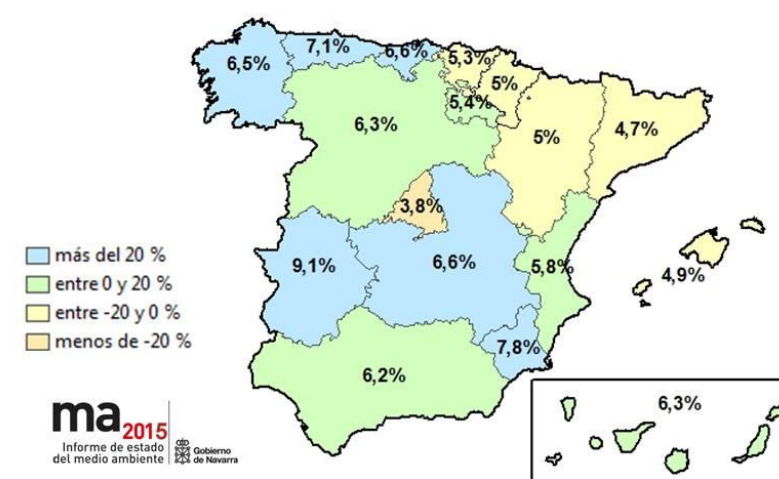 7,1%
6,6%
5,3%
6,5%
5%
5,4%
6,3%
5%
4,7%
3,8%
9,1%
6,6%
5,8%
4,9%
7,8%
6,2%
6,3%
más del 20 %
entre 0 y 20 %
entre -20 y 0 %
menos de -20 %
ma 2015
Informe de estado
del medio ambiente
Gobierno
de Navarra